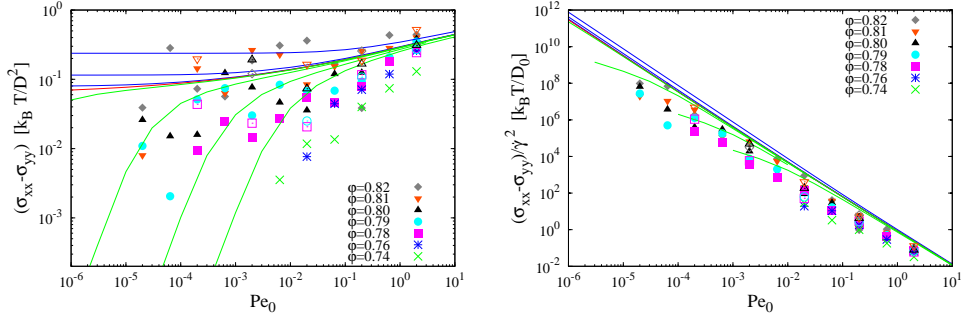 (σxx-σyy) [kB T/D²]
10⁰
10⁻¹
10⁻²
10⁻³
10⁻⁶ 10⁻⁵ 10⁻⁴ 10⁻³ 10⁻² 10⁻¹ 10⁰ 10¹
Pe₀
φ=0.82
φ=0.81
φ=0.80
φ=0.79
φ=0.78
φ=0.76
φ=0.74
(σxx-σyy)/γ̇² [kBT/D₀]
10¹²
10¹⁰
10⁸
10⁶
10⁴
10²
10⁰
10⁻²
10⁻⁶ 10⁻⁵ 10⁻⁴ 10⁻³ 10⁻² 10⁻¹ 10⁰ 10¹
Pe₀
φ=0.82
φ=0.81
φ=0.80
φ=0.79
φ=0.78
φ=0.76
φ=0.74